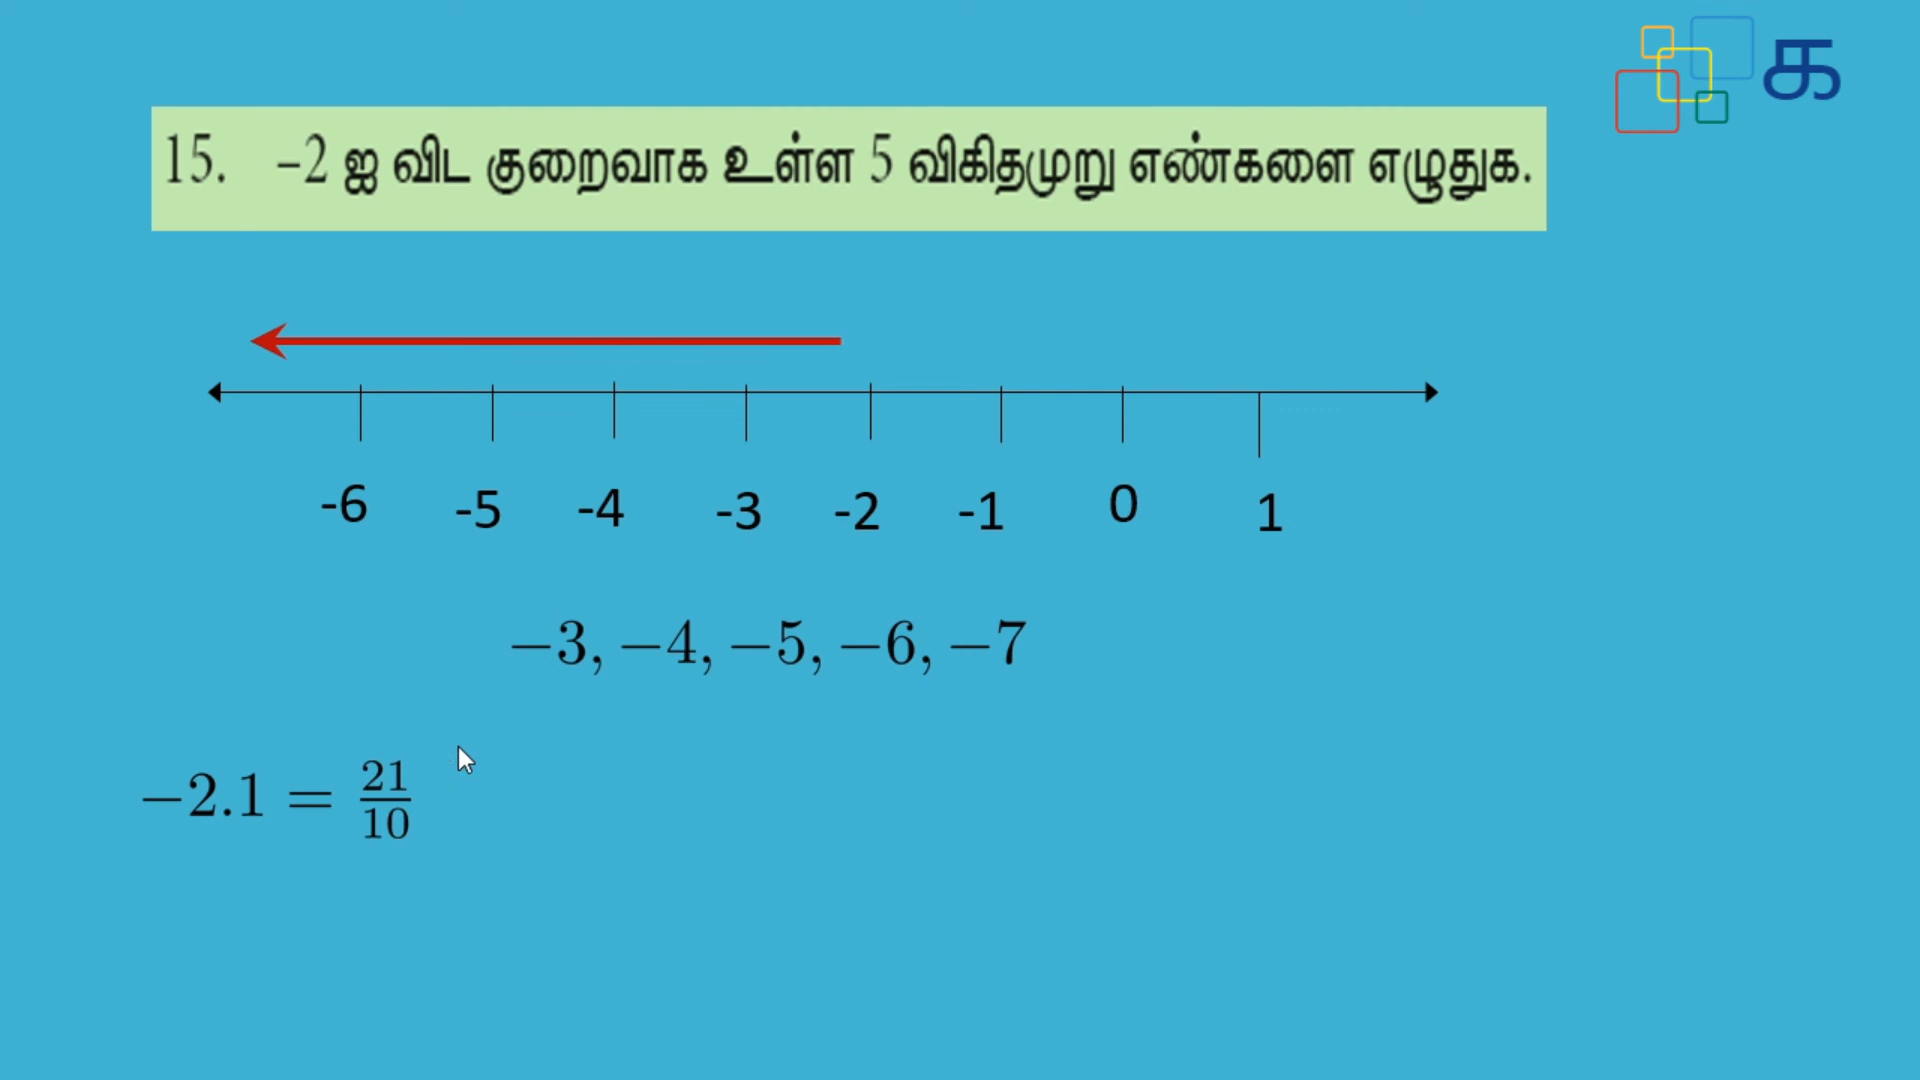 க
15. –2 ஐ விட குறைவாக உள்ள 5 விகிதமுறு எண்களை எழுதுக.
-6 -5 -4 -3 -2 -1 0 1
−3, −4, −5, −6, −7
−2.1 = 21/10